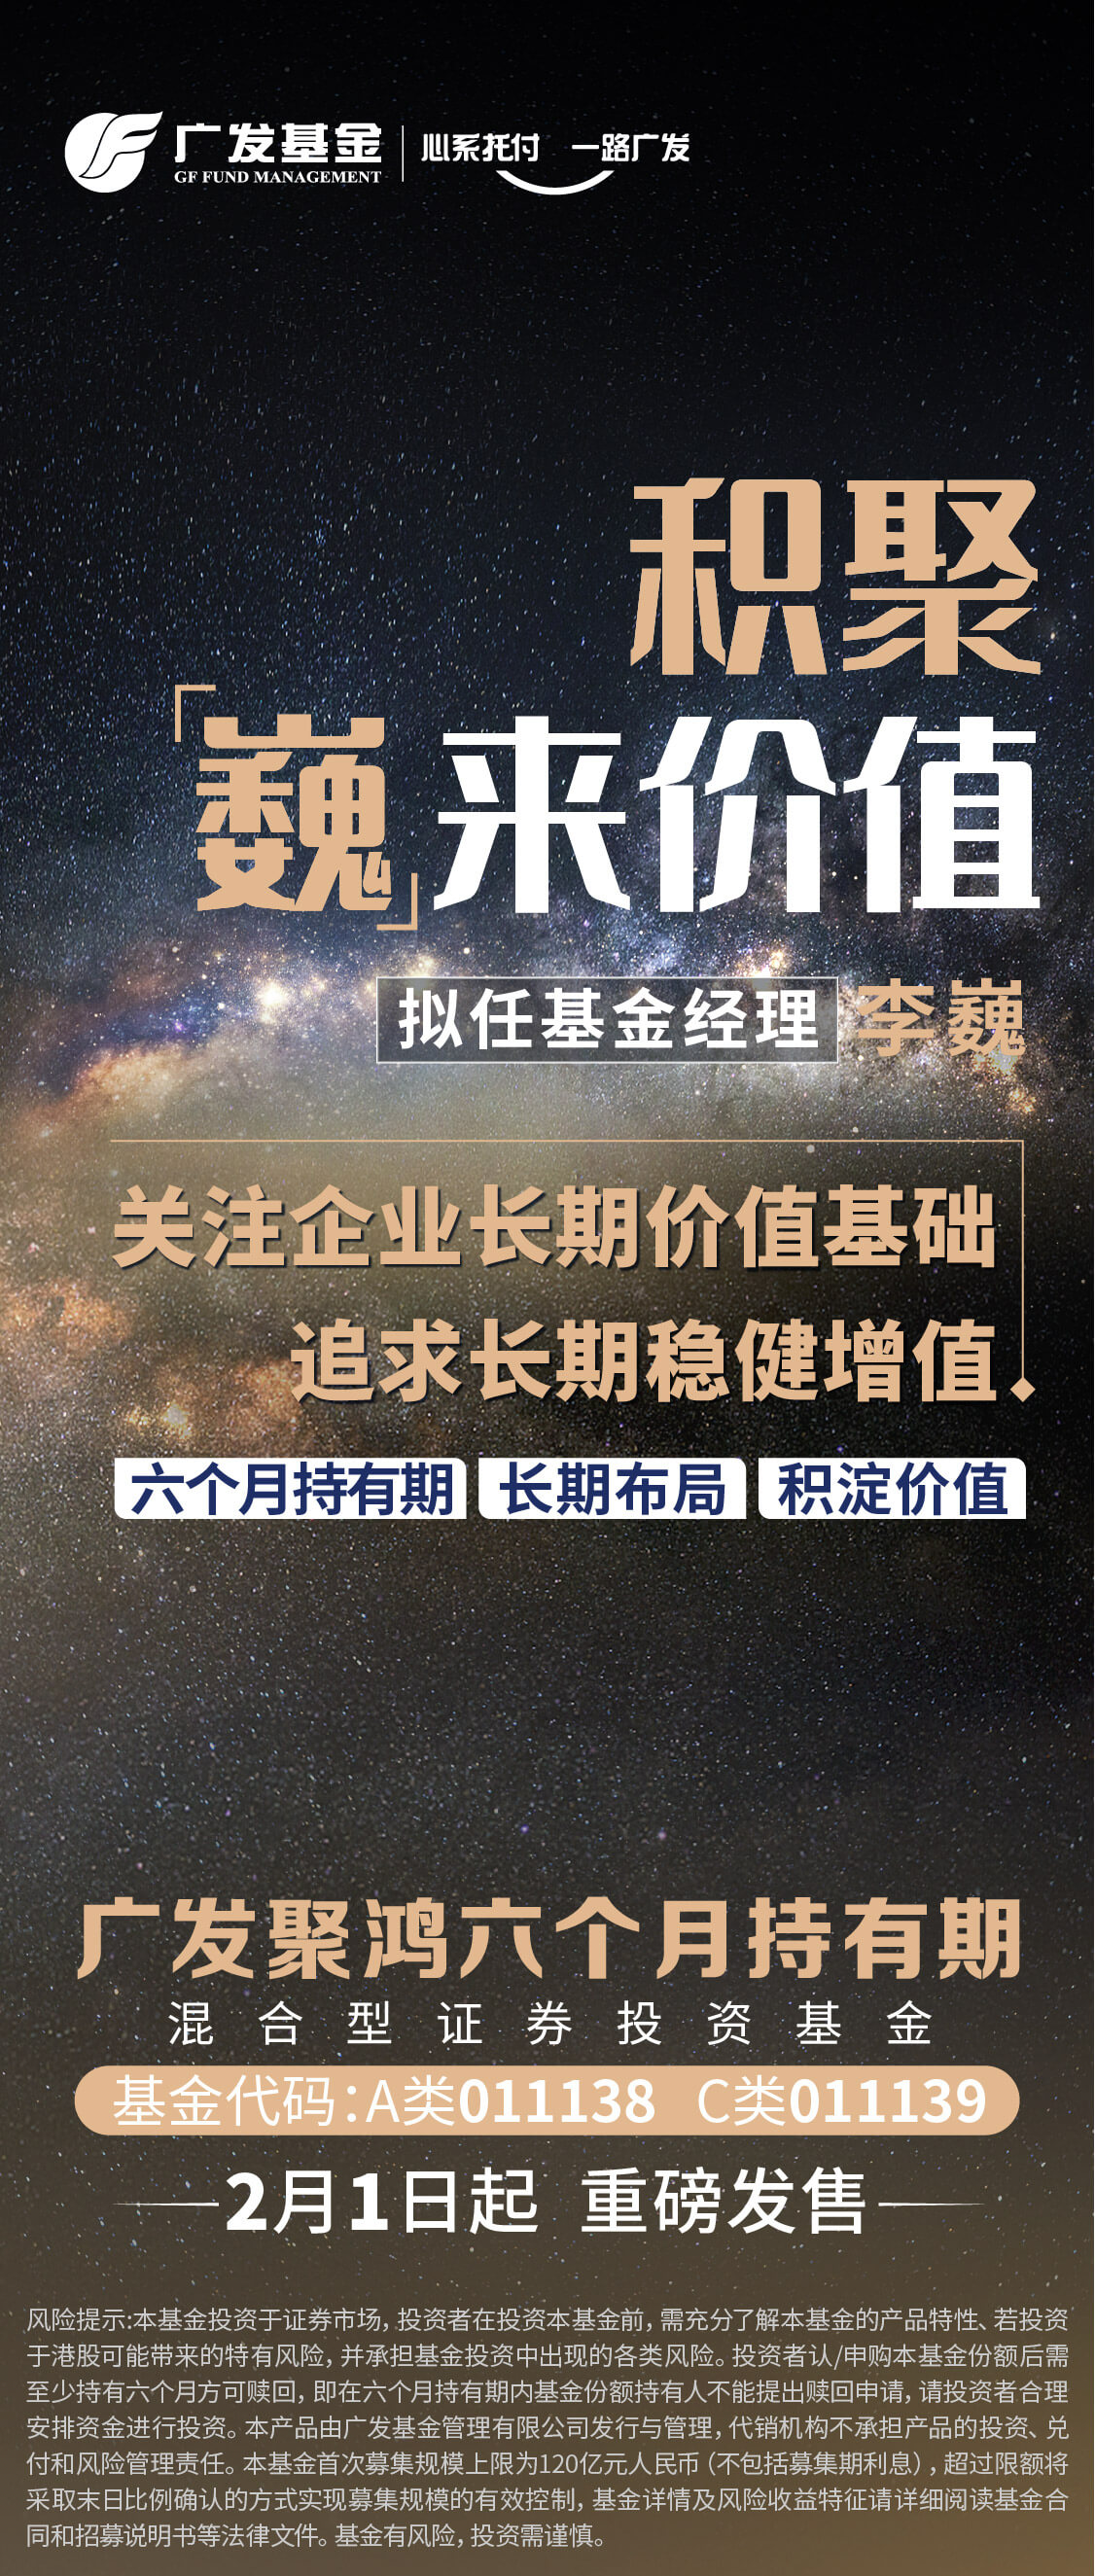 广发基金
GF FUND MANAGEMENT
心系托付 一路广发
积聚
「巍」来价值
拟任基金经理 李巍
关注企业长期价值基础
追求长期稳健增值
六个月持有期 长期布局 积淀价值
广发聚鸿六个月持有期
混合型证券投资基金
基金代码：A类011138 C类011139
2月1日起 重磅发售
风险提示:本基金投资于证券市场，投资者在投资本基金前，需充分了解本基金的产品特性、若投资
于港股可能带来的特有风险，并承担基金投资中出现的各类风险。投资者认/申购本基金份额后需
至少持有六个月方可赎回，即在六个月持有期内基金份额持有人不能提出赎回申请，请投资者合理
安排资金进行投资。本产品由广发基金管理有限公司发行与管理，代销机构不承担产品的投资、兑
付和风险管理责任。本基金首次募集规模上限为120亿元人民币（不包括募集期利息），超过限额将
采取末日比例确认的方式实现募集规模的有效控制，基金详情及风险收益特征请详细阅读基金合
同和招募说明书等法律文件。基金有风险，投资需谨慎。